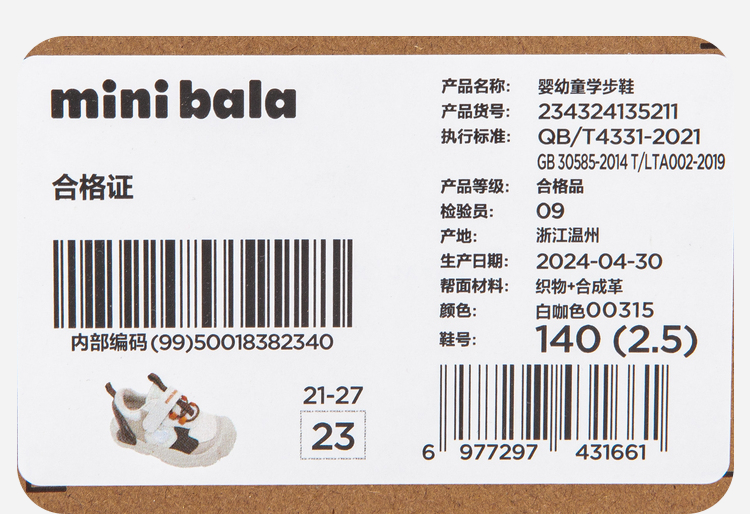 mini bala
合格证
内部编码(99)50018382340
21-27
23
产品名称: 婴幼童学步鞋
产品货号: 234324135211
执行标准: QB/T4331-2021
GB 30585-2014 T/LTA002-2019
产品等级: 合格品
检验员: 09
产地: 浙江温州
生产日期: 2024-04-30
帮面材料: 织物+合成革
颜色: 白咖色00315
鞋号: 140 (2.5)
6 977297 431661